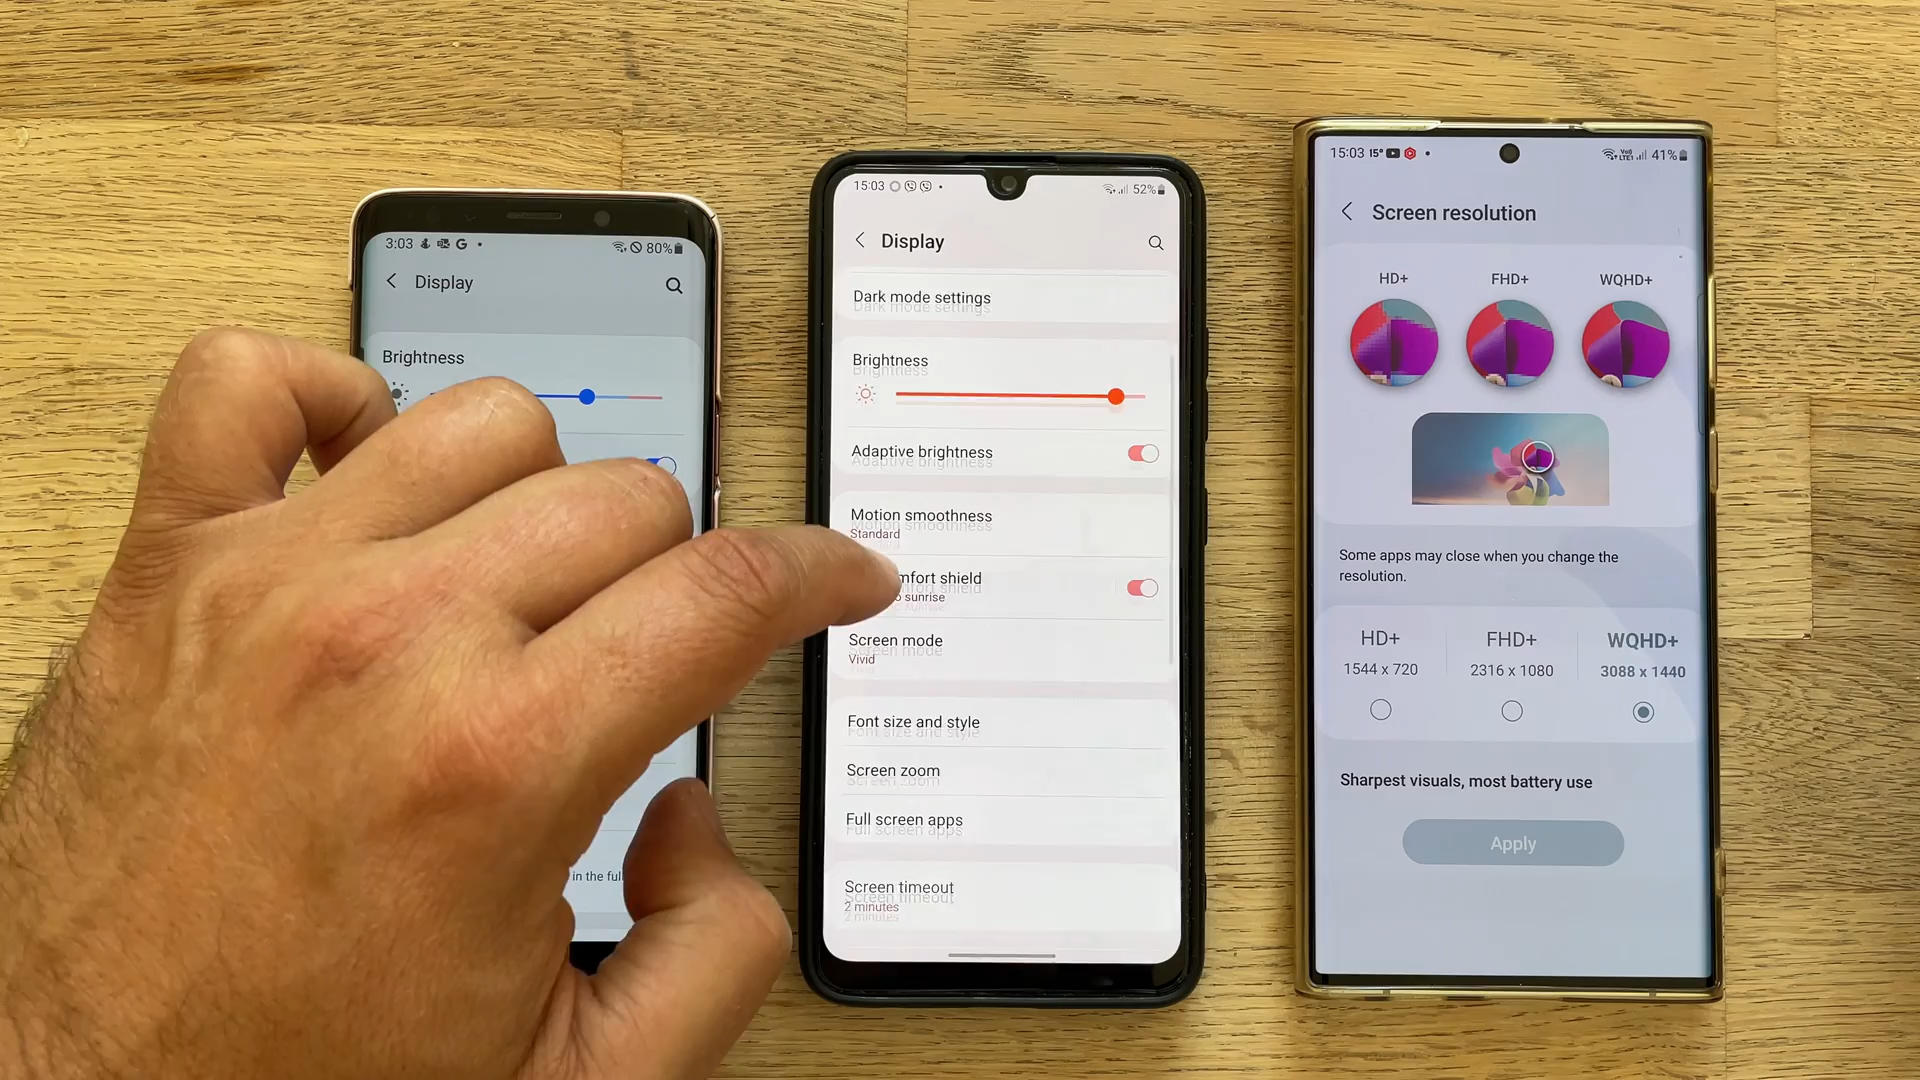 3:03
80%
Display
Brightness
in the full
15:03
52%
Display
Dark mode settings
Brightness
Adaptive brightness
Motion smoothness
Standard
mfort shield
sunrise
Screen mode
Vivid
Font size and style
Screen zoom
Full screen apps
Screen timeout
2 minutes
15:03 15°
41%
Screen resolution
HD+ FHD+ WQHD+
Some apps may close when you change the
resolution.
HD+ FHD+ WQHD+
1544 x 720 2316 x 1080 3088 x 1440
Sharpest visuals, most battery use
Apply